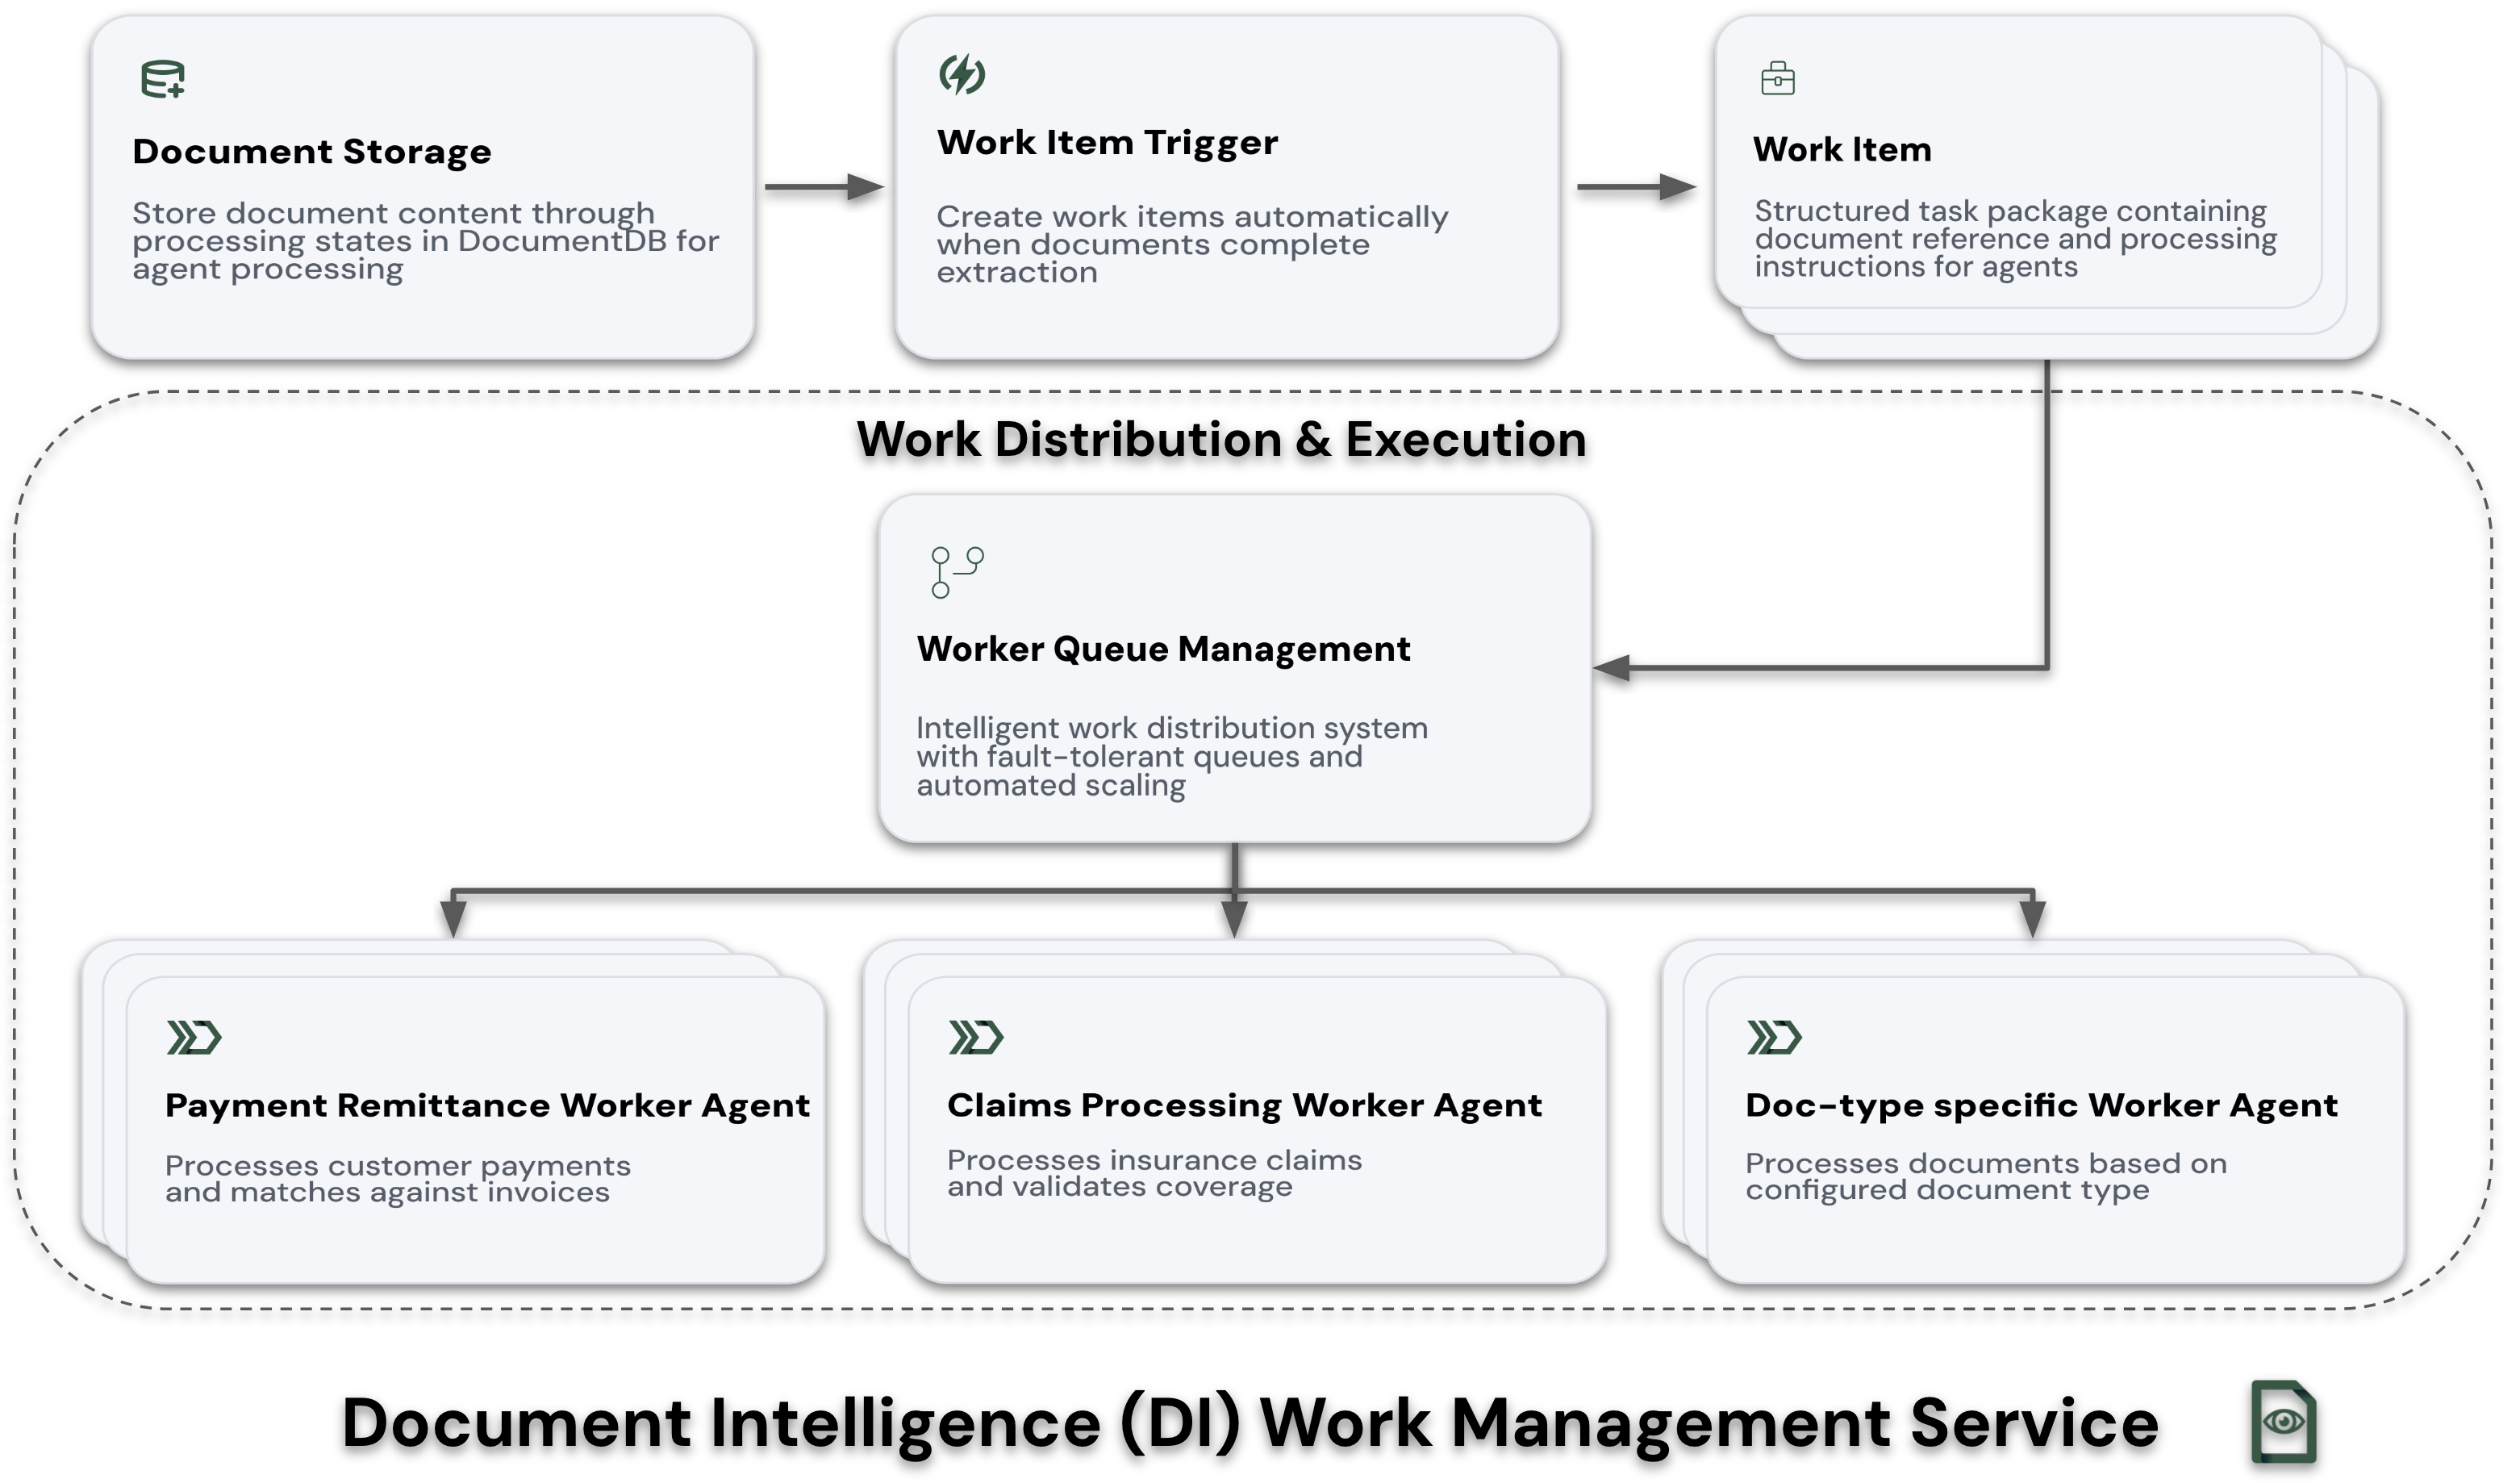 Document Storage
Store document content through
processing states in DocumentDB for
agent processing
Work Item Trigger
Create work items automatically
when documents complete
extraction
Work Item
Structured task package containing
document reference and processing
instructions for agents
Work Distribution & Execution
Worker Queue Management
Intelligent work distribution system
with fault-tolerant queues and
automated scaling
Payment Remittance Worker Agent
Processes customer payments
and matches against invoices
Claims Processing Worker Agent
Processes insurance claims
and validates coverage
Doc-type specific Worker Agent
Processes documents based on
configured document type
Document Intelligence (DI) Work Management Service